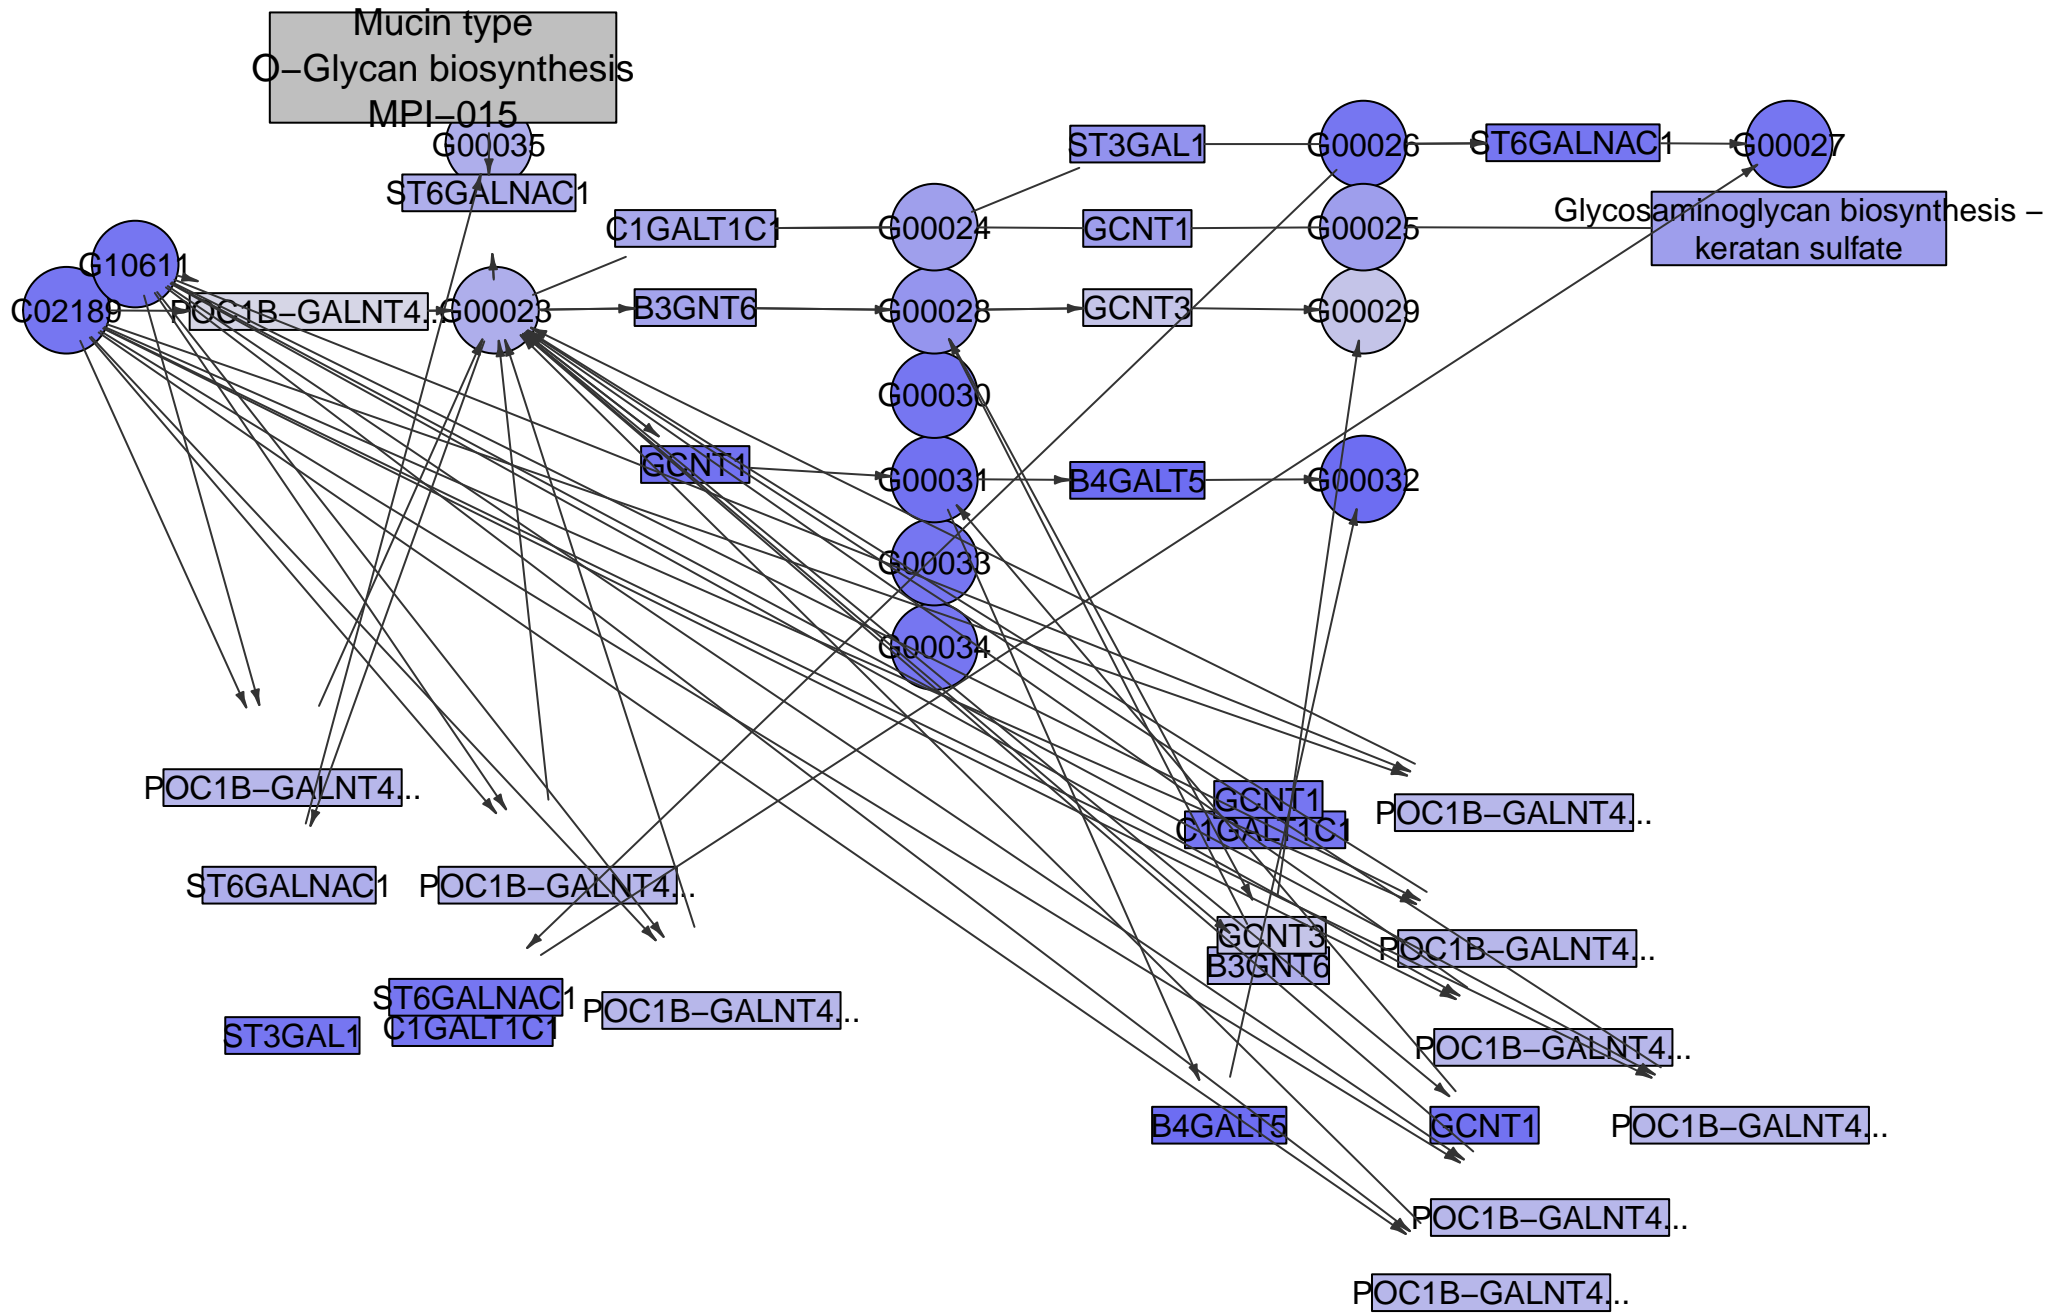 Mucin type
O−Glycan biosynthesis
MPI−015
G00035
ST6GALNAC1
ST3GAL1
G00026
ST6GALNAC1
G00027
C1GALT1C1
G00024
GCNT1
G00025
Glycosaminoglycan biosynthesis −
keratan sulfate
G10611
C02189
POC1B−GALNT4...
G00023
B3GNT6
G00028
GCNT3
G00029
G00030
GCNT1
G00031
B4GALT5
G00032
G00033
G00034
POC1B−GALNT4...
GCNT1
C1GALT1C1
POC1B−GALNT4...
ST6GALNAC1
POC1B−GALNT4...
GCNT3
B3GNT6
POC1B−GALNT4...
ST6GALNAC1
C1GALT1C1
ST3GAL1
POC1B−GALNT4...
POC1B−GALNT4...
B4GALT5
GCNT1
POC1B−GALNT4...
POC1B−GALNT4...
POC1B−GALNT4...